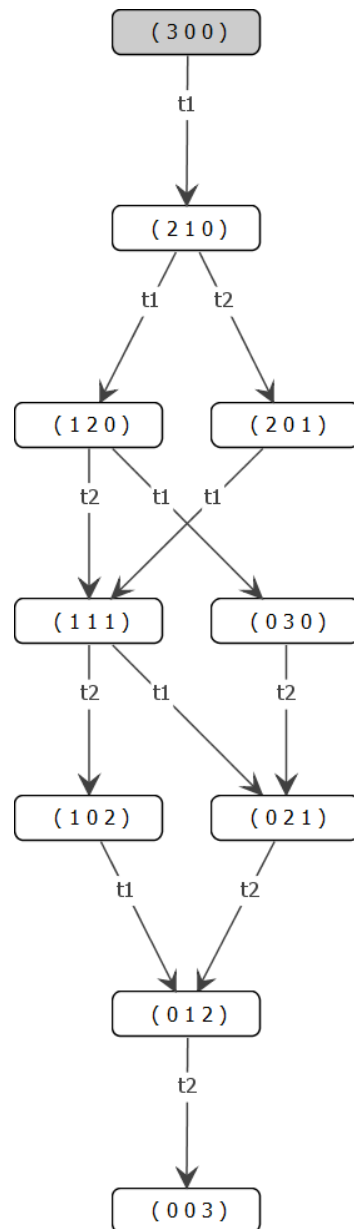 ( 3 0 0 )
t1
( 2 1 0 )
t1 t2
( 1 2 0 ) ( 2 0 1 )
t2 t1 t1
( 1 1 1 ) ( 0 3 0 )
t2 t1 t2
( 1 0 2 ) ( 0 2 1 )
t1 t2
( 0 1 2 )
t2
( 0 0 3 )